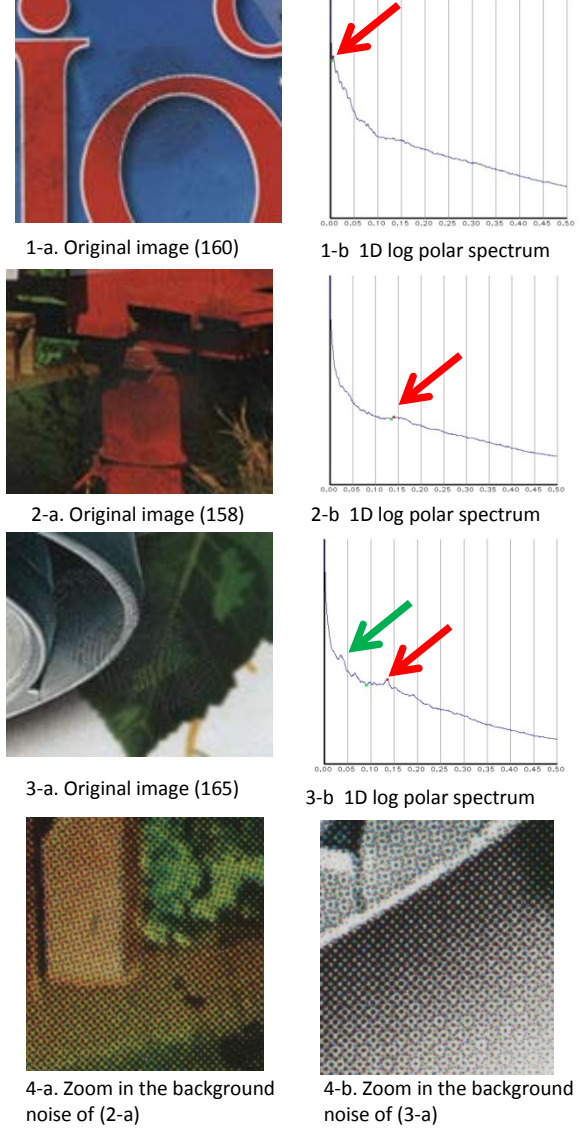 io
0.00 0.05 0.10 0.15 0.20 0.25 0.30 0.35 0.40 0.45 0.50
1-a. Original image (160)
1-b 1D log polar spectrum
0.00 0.05 0.10 0.15 0.20 0.25 0.30 0.35 0.40 0.45 0.50
2-a. Original image (158)
2-b 1D log polar spectrum
0.00 0.05 0.10 0.15 0.20 0.25 0.30 0.35 0.40 0.45 0.50
3-a. Original image (165)
3-b 1D log polar spectrum
4-a. Zoom in the background
noise of (2-a)
4-b. Zoom in the background
noise of (3-a)